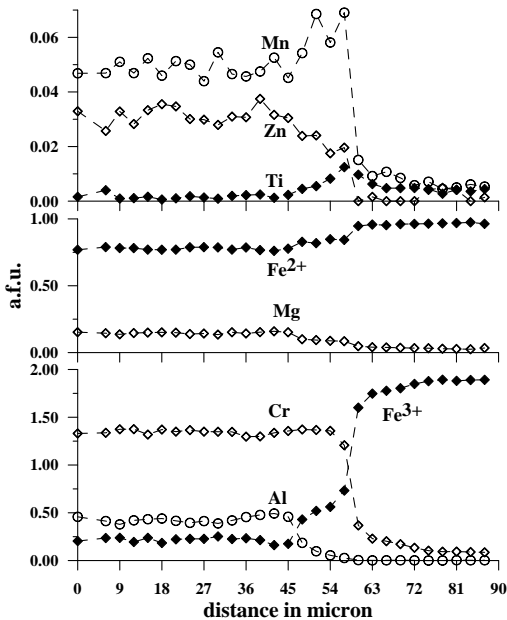 0.06
Mn
0.04
Zn
0.02
Ti
0.00
1.00
Fe2+
0.50
Mg
0.00
a.f.u.
2.00
Cr
Fe3+
1.50
1.00
Al
0.50
0.00
0 9 18 27 36 45 54 63 72 81 90
distance in micron